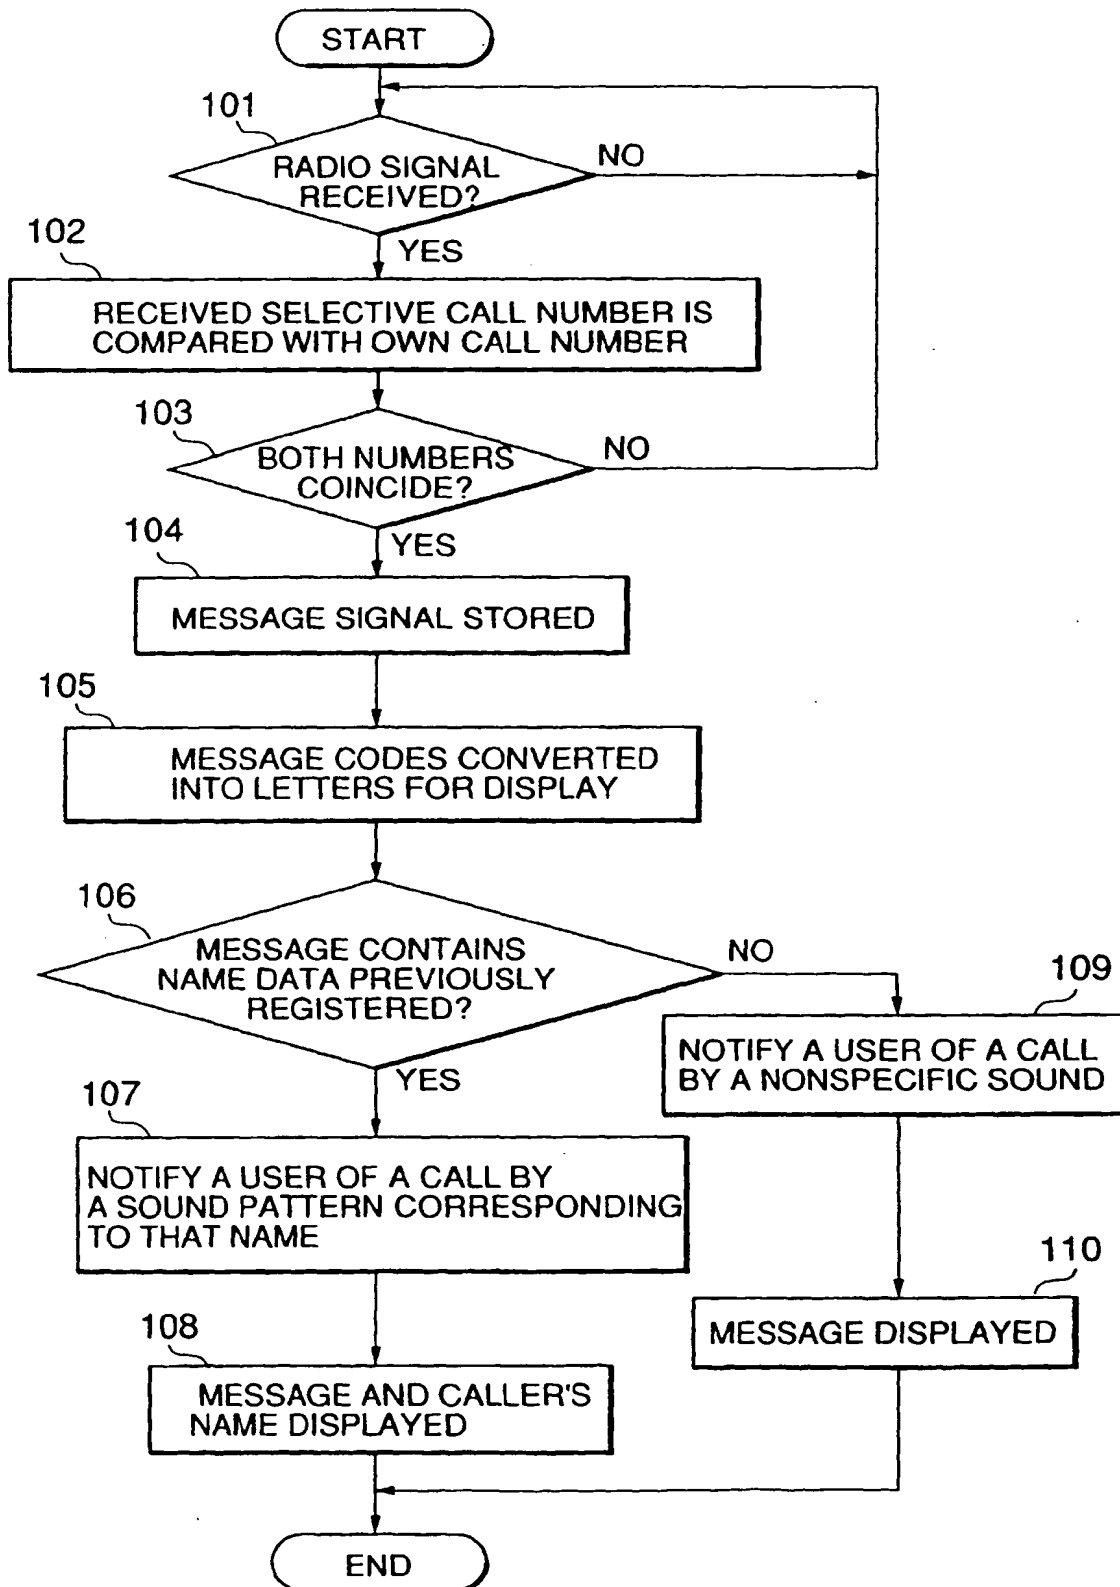 START
101
RADIO SIGNAL
RECEIVED?
NO
YES
102
RECEIVED SELECTIVE CALL NUMBER IS
COMPARED WITH OWN CALL NUMBER
103
BOTH NUMBERS
COINCIDE?
NO
YES
104
MESSAGE SIGNAL STORED
105
MESSAGE CODES CONVERTED
INTO LETTERS FOR DISPLAY
106
MESSAGE CONTAINS
NAME DATA PREVIOUSLY
REGISTERED?
NO
YES
109
NOTIFY A USER OF A CALL
BY A NONSPECIFIC SOUND
107
NOTIFY A USER OF A CALL BY
A SOUND PATTERN CORRESPONDING
TO THAT NAME
110
MESSAGE DISPLAYED
108
MESSAGE AND CALLER'S
NAME DISPLAYED
END